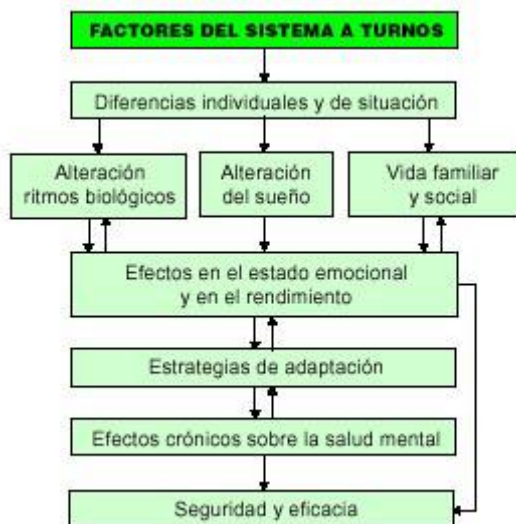 FACTORES DEL SISTEMA A TURNOS
Diferencias individuales y de situación
Alteración
ritmos biológicos
Alteración
del sueño
Vida familiar
y social
Efectos en el estado emocional
y en el rendimiento
Estrategias de adaptación
Efectos crónicos sobre la salud mental
Seguridad y eficacia